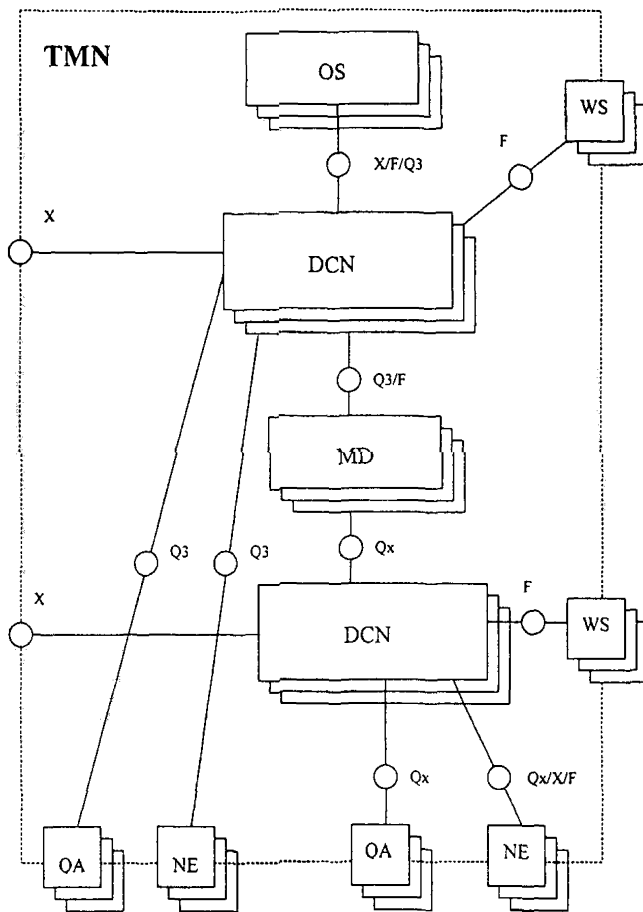 TMN
OS
WS
X/F/Q3
F
X
DCN
Q3/F
MD
Q3
Q3
Qx
X
DCN
F
WS
Qx
Qx/X/F
QA
NE
QA
NE